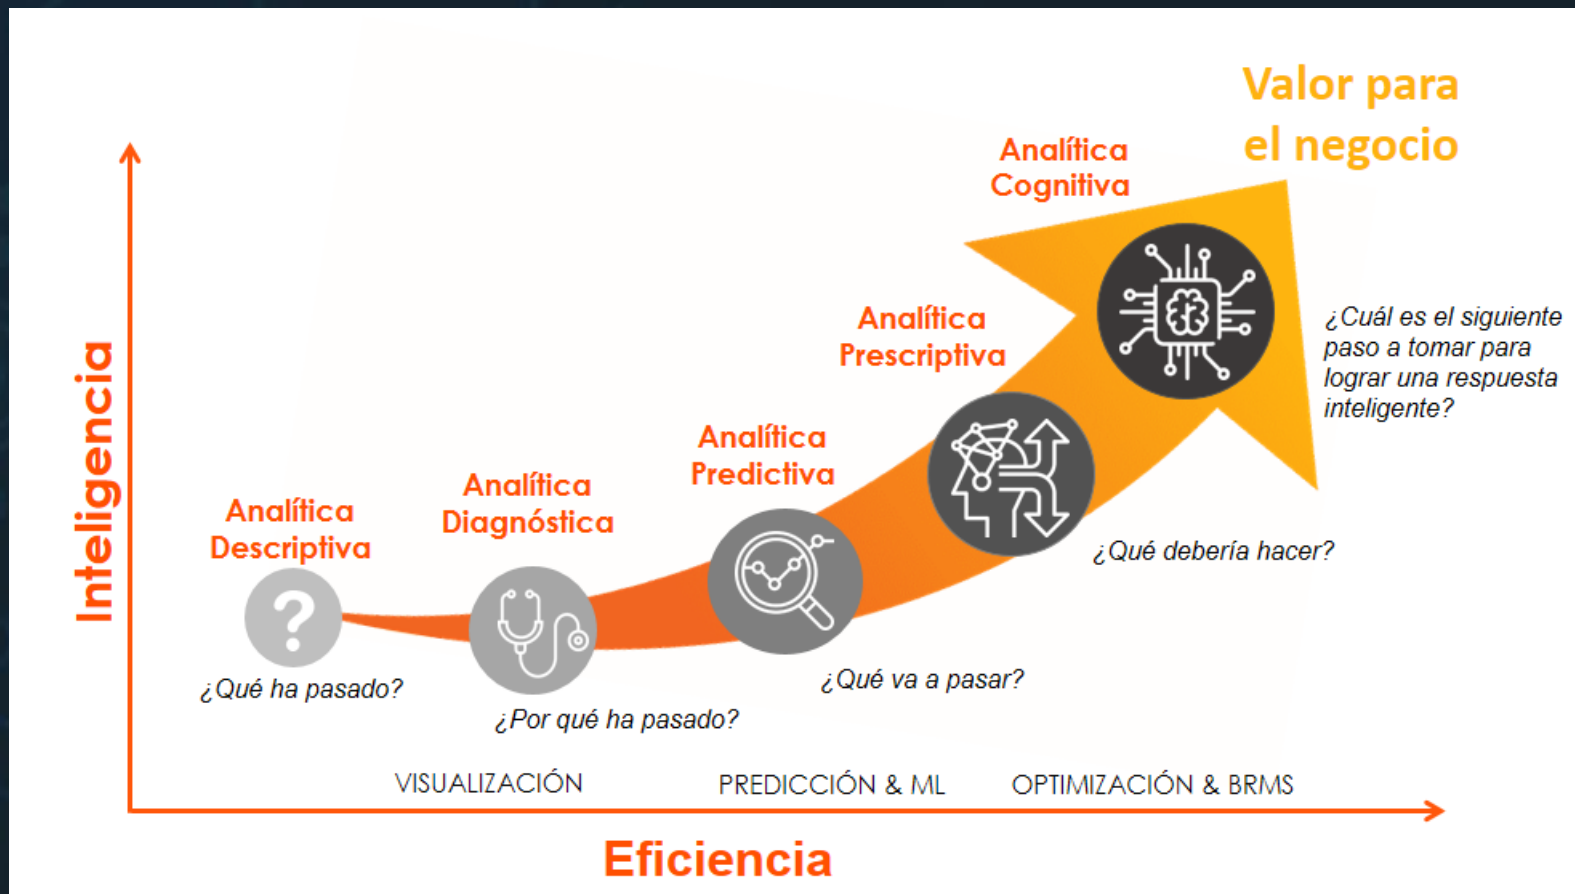 Valor para
el negocio
Analítica
Cognitiva
Analítica
Prescriptiva
¿Cuál es el siguiente
paso a tomar para
lograr una respuesta
inteligente?
Analítica
Predictiva
Analítica
Diagnóstica
Analítica
Descriptiva
Inteligencia
¿Qué debería hacer?
¿Qué va a pasar?
¿Qué ha pasado?
¿Por qué ha pasado?
VISUALIZACIÓN
PREDICCIÓN & ML
OPTIMIZACIÓN & BRMS
Eficiencia